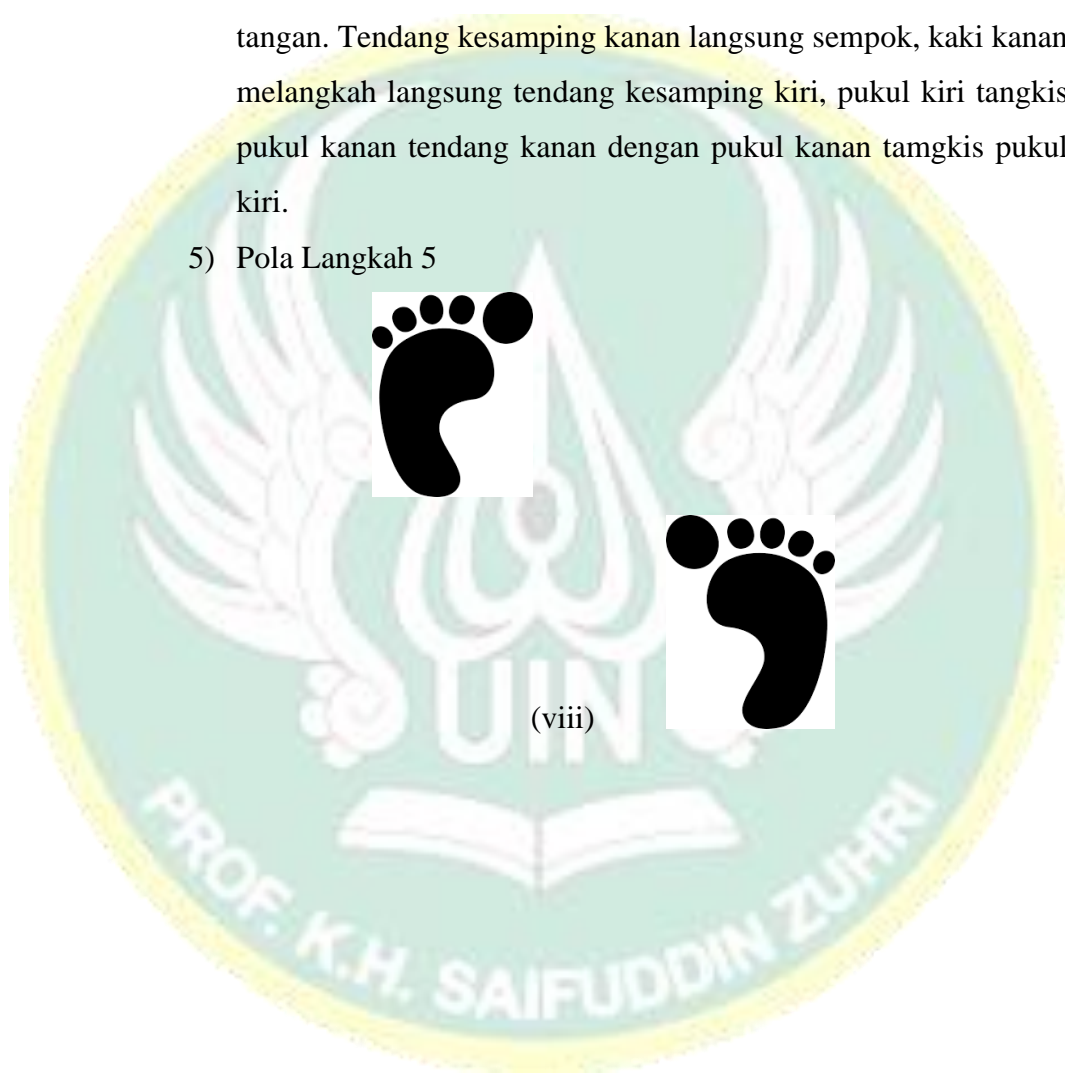 tangan. Tendang kesamping kanan langsung sempok, kaki kanan
melangkah langsung tendang kesamping kiri, pukul kiri tangkis
pukul kanan tendang kanan dengan pukul kanan tamgkis pukul
kiri.
5) Pola Langkah 5
(viii)
UIN
PROF. K.H. SAIFUDDIN ZUHRI